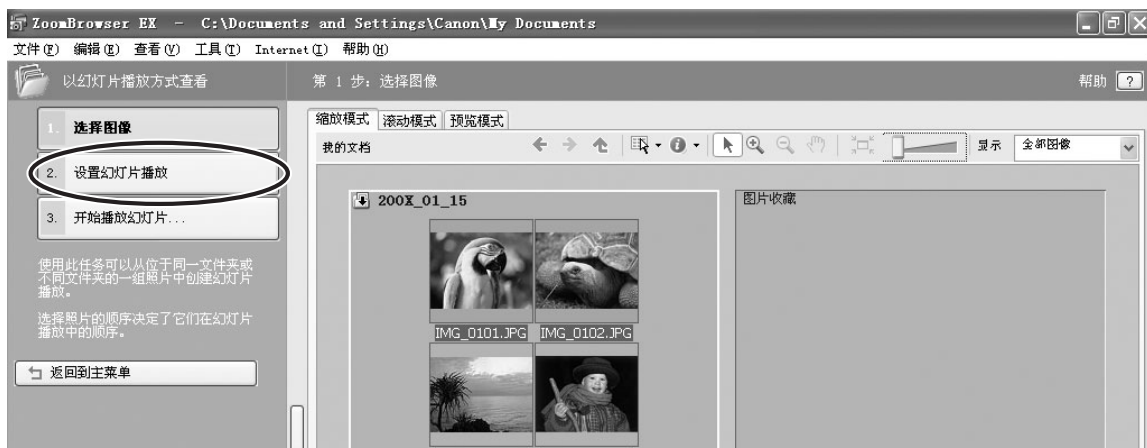 ZoomBrowser EX - C:\Documents and Settings\Canon\My Documents
文件(F) 编辑(E) 查看(V) 工具(T) Internet(I) 帮助(H)
以幻灯片播放方式查看
第 1 步: 选择图像
帮助 ?
1. 选择图像
2. 设置幻灯片播放
3. 开始播放幻灯片...
使用此任务可以从位于同一文件夹或
不同文件夹的一组照片中创建幻灯片
播放。
选择照片的顺序决定了它们在幻灯片
播放中的顺序。
返回到主菜单
缩放模式 滚动模式 预览模式
我的文档
显示 全部图像
200X_01_15
IMG_0101.JPG IMG_0102.JPG
图片收藏